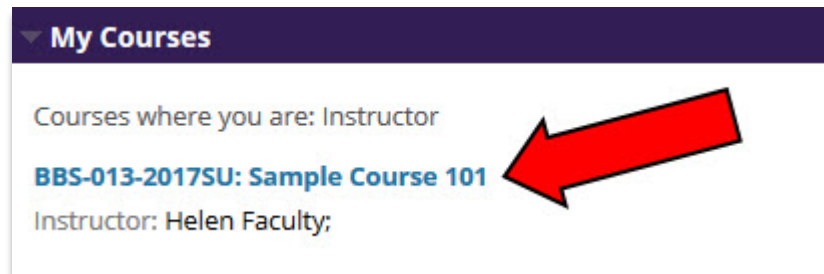 My Courses
Courses where you are: Instructor
BBS-013-2017SU: Sample Course 101
Instructor: Helen Faculty;